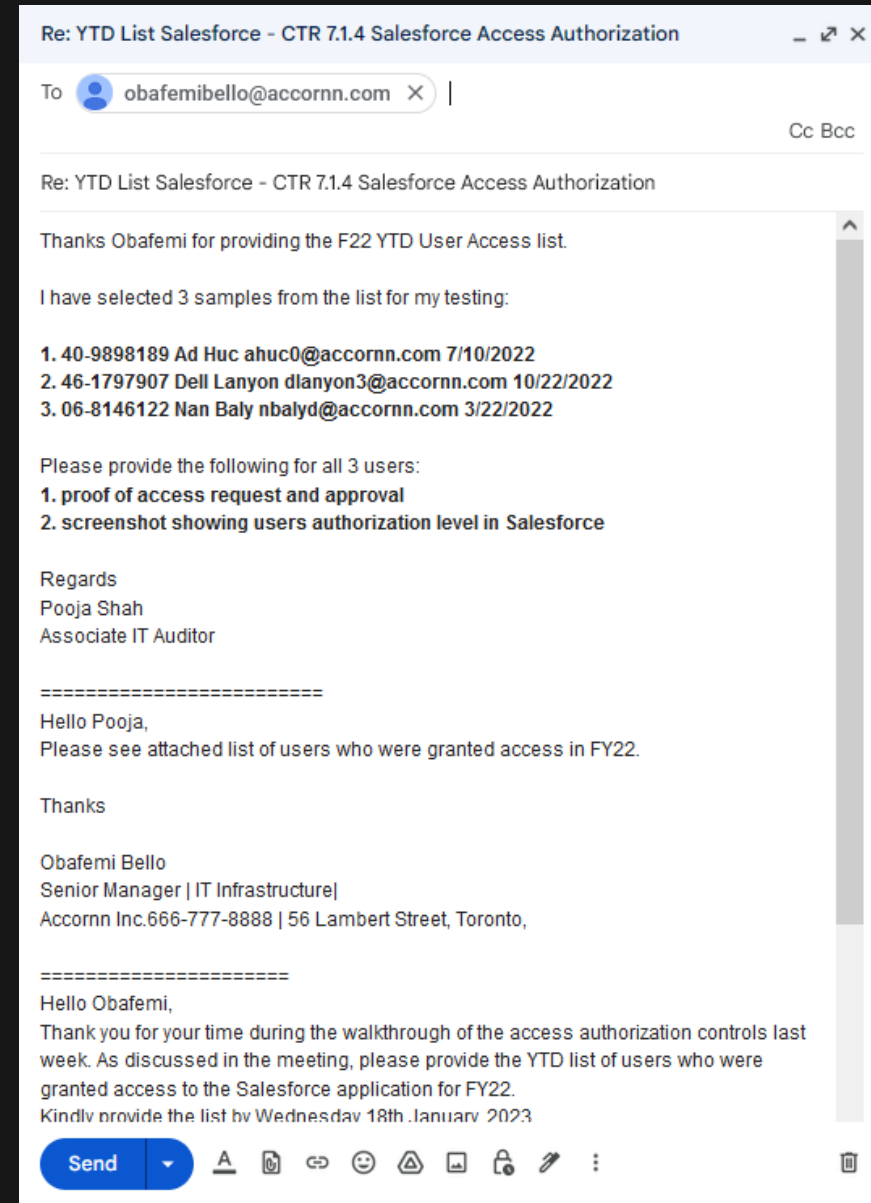 Re: YTD List Salesforce - CTR 7.1.4 Salesforce Access Authorization
To obafemibello@accornn.com
Cc Bcc
Re: YTD List Salesforce - CTR 7.1.4 Salesforce Access Authorization
Thanks Obafemi for providing the F22 YTD User Access list.
I have selected 3 samples from the list for my testing:
1. 40-9898189 Ad Huc ahuc0@accornn.com 7/10/2022
2. 46-1797907 Dell Lanyon dlanyon3@accornn.com 10/22/2022
3. 06-8146122 Nan Baly nbalyd@accornn.com 3/22/2022
Please provide the following for all 3 users:
1. proof of access request and approval
2. screenshot showing users authorization level in Salesforce
Regards
Pooja Shah
Associate IT Auditor
=========================
Hello Pooja,
Please see attached list of users who were granted access in FY22.
Thanks
Obafemi Bello
Senior Manager | IT Infrastructure|
Accornn Inc.666-777-8888 | 56 Lambert Street, Toronto,
======================
Hello Obafemi,
Thank you for your time during the walkthrough of the access authorization controls last
week. As discussed in the meeting, please provide the YTD list of users who were
granted access to the Salesforce application for FY22.
Kindly provide the list by Wednesday 18th January, 2023
Send